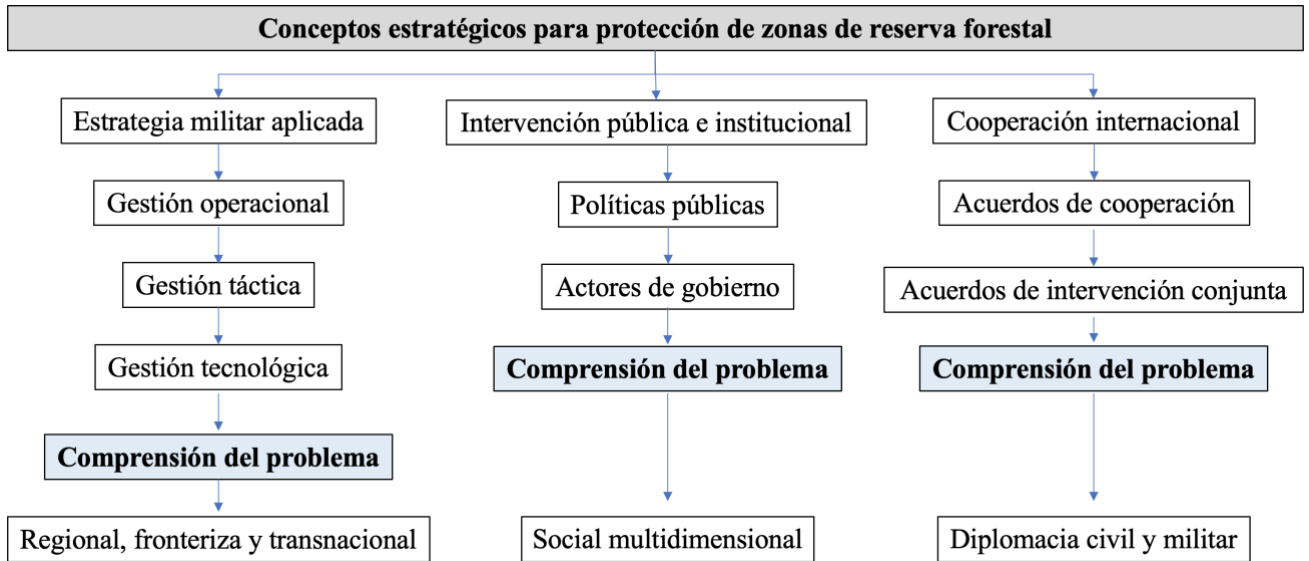 Conceptos estratégicos para protección de zonas de reserva forestal
Estrategia militar aplicada
Intervención pública e institucional
Cooperación internacional
Gestión operacional
Políticas públicas
Acuerdos de cooperación
Gestión táctica
Actores de gobierno
Acuerdos de intervención conjunta
Gestión tecnológica
Comprensión del problema
Comprensión del problema
Comprensión del problema
Regional, fronteriza y transnacional
Social multidimensional
Diplomacia civil y militar